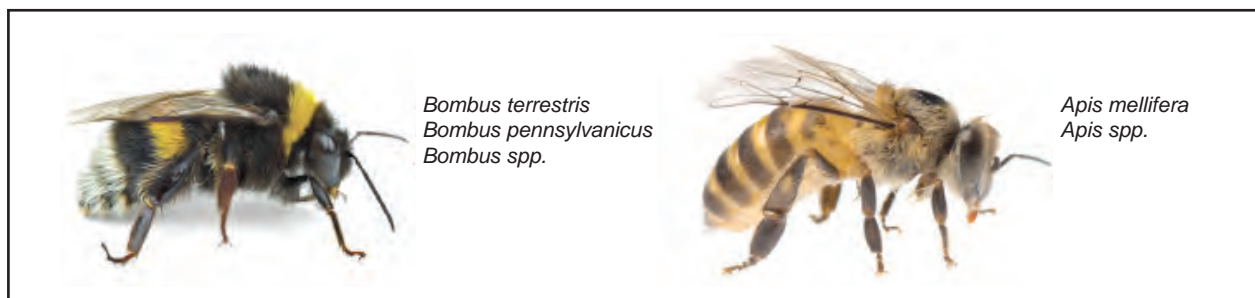 Bombus terrestris
Bombus pennsylvanicus
Bombus spp.
Apis mellifera
Apis spp.